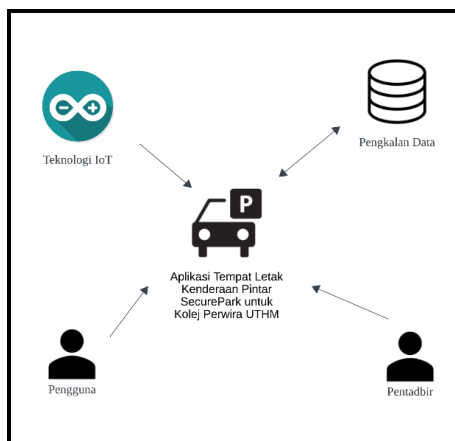 Teknologi IoT
Pengkalan Data
P
Aplikasi Tempat Letak
Kenderaan Pintar
SecurePark untuk
Kolej Perwira UTHM
Pengguna
Pentadbir